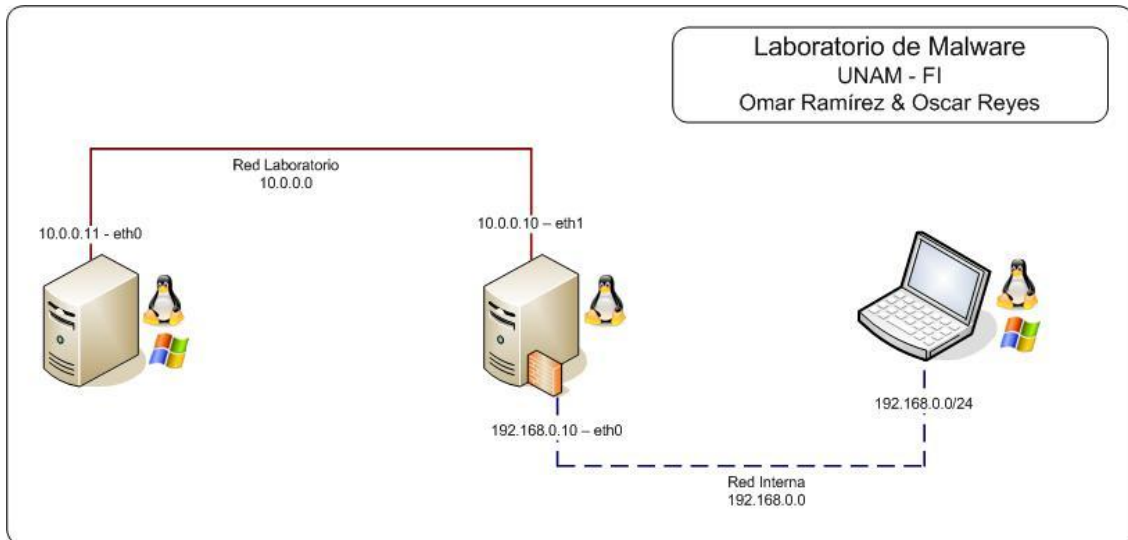 Laboratorio de Malware
UNAM - FI
Omar Ramírez & Oscar Reyes
Red Laboratorio
10.0.0.0
10.0.0.11 - eth0
10.0.0.10 – eth1
192.168.0.10 – eth0
192.168.0.0/24
Red Interna
192.168.0.0